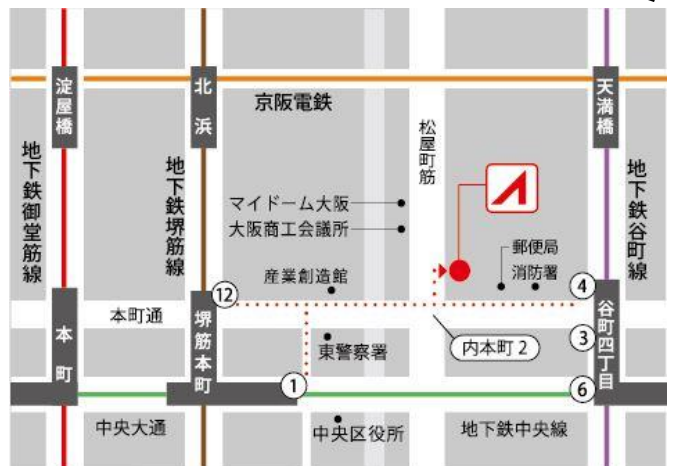 淀屋橋
北浜
天満橋
京阪電鉄
地下鉄御堂筋線
地下鉄堺筋線
松屋町筋
地下鉄谷町線
マイドーム大阪
大阪商工会議所
郵便局
消防署
産業創造館
12
4
本町通
本町
堺筋本町
谷町四丁目
3
東警察署
内本町2
1
6
中央大通
中央区役所
地下鉄中央線